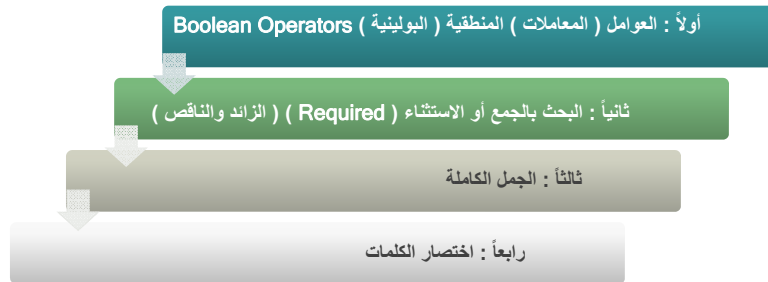 أولاً : العوامل ( المعاملات ) المنطقية ( البولينية ) Boolean Operators
ثانياً : البحث بالجمع أو الاستثناء ( Required ) ( الزائد والناقص )
ثالثاً : الجمل الكاملة
رابعاً : اختصار الكلمات